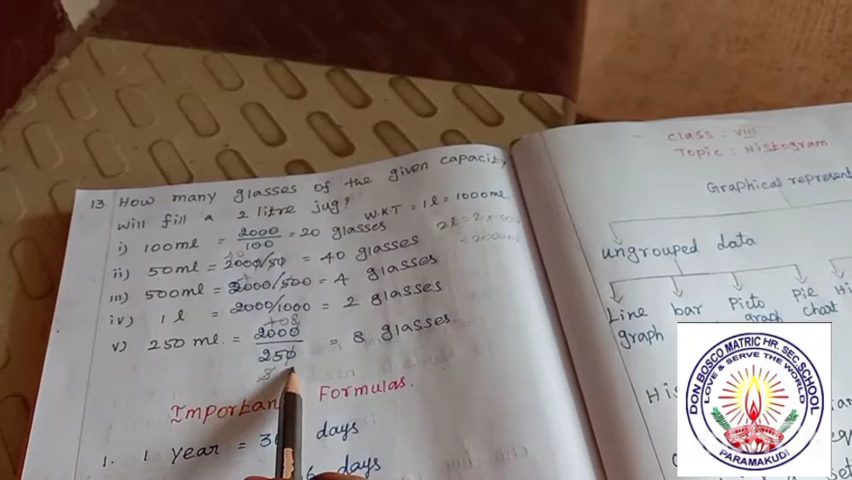 13. How many glasses of the given capacity
will fill a 2 litre jug?
W.K.T = 1l = 1000ml
i) 100ml = 2000/100 = 20 glasses
ii) 50ml = 2000/50 = 40 glasses
iii) 500ml = 2000/500 = 4 glasses
iv) 1 l = 2000/1000 = 2 glasses
v) 250 ml. = 2000/250 = 8 glasses.
Important Formulas.
1. 1 year = days
days
Class : VIII
Topic : Histogram.
Graphical
ungrouped data
Line graph
bar
Picto graph
Pie chat
DON BOSCO MATRIC HR. SEC SCHOOL
LOVE & SERVE THE WORLD
PARAMAKUDI